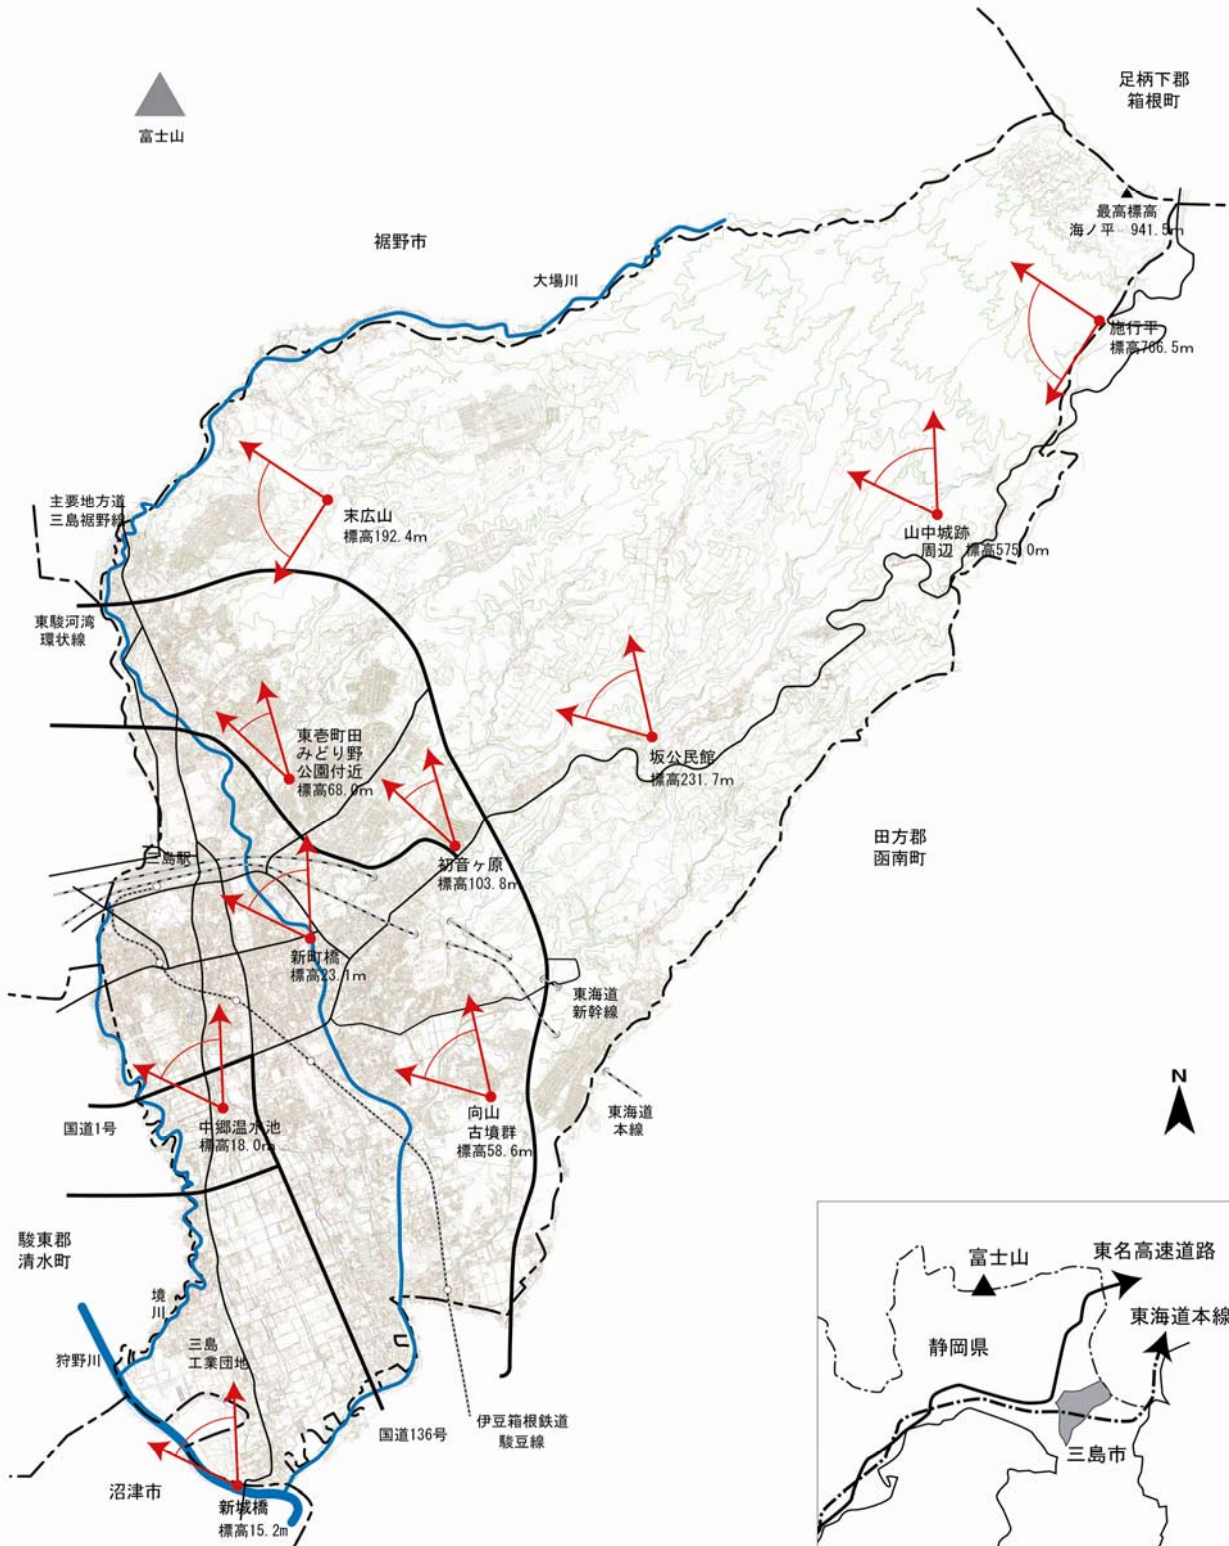 足柄下郡
箱根町
富士山
最高標高
海ノ平 941.5m
裾野市
大場川
施行平
標高766.5m
主要地方道
三島裾野線
末広山
標高192.4m
山中城跡
周辺 標高575.0m
東駿河湾
環状線
東壱町田
みどり野
公園付近
標高68.0m
坂公民館
標高231.7m
田方郡
函南町
三島駅
初音ヶ原
標高103.8m
新町橋
標高23.1m
東海道
新幹線
N
国道1号
中郷温水池
標高18.0m
向山
古墳群
標高58.6m
東海道
本線
駿東郡
清水町
境川
三島
工業団地
狩野川
国道136号
伊豆箱根鉄道
駿豆線
沼津市
新城橋
標高15.2m
富士山
東名高速道路
東海道本線
静岡県
三島市